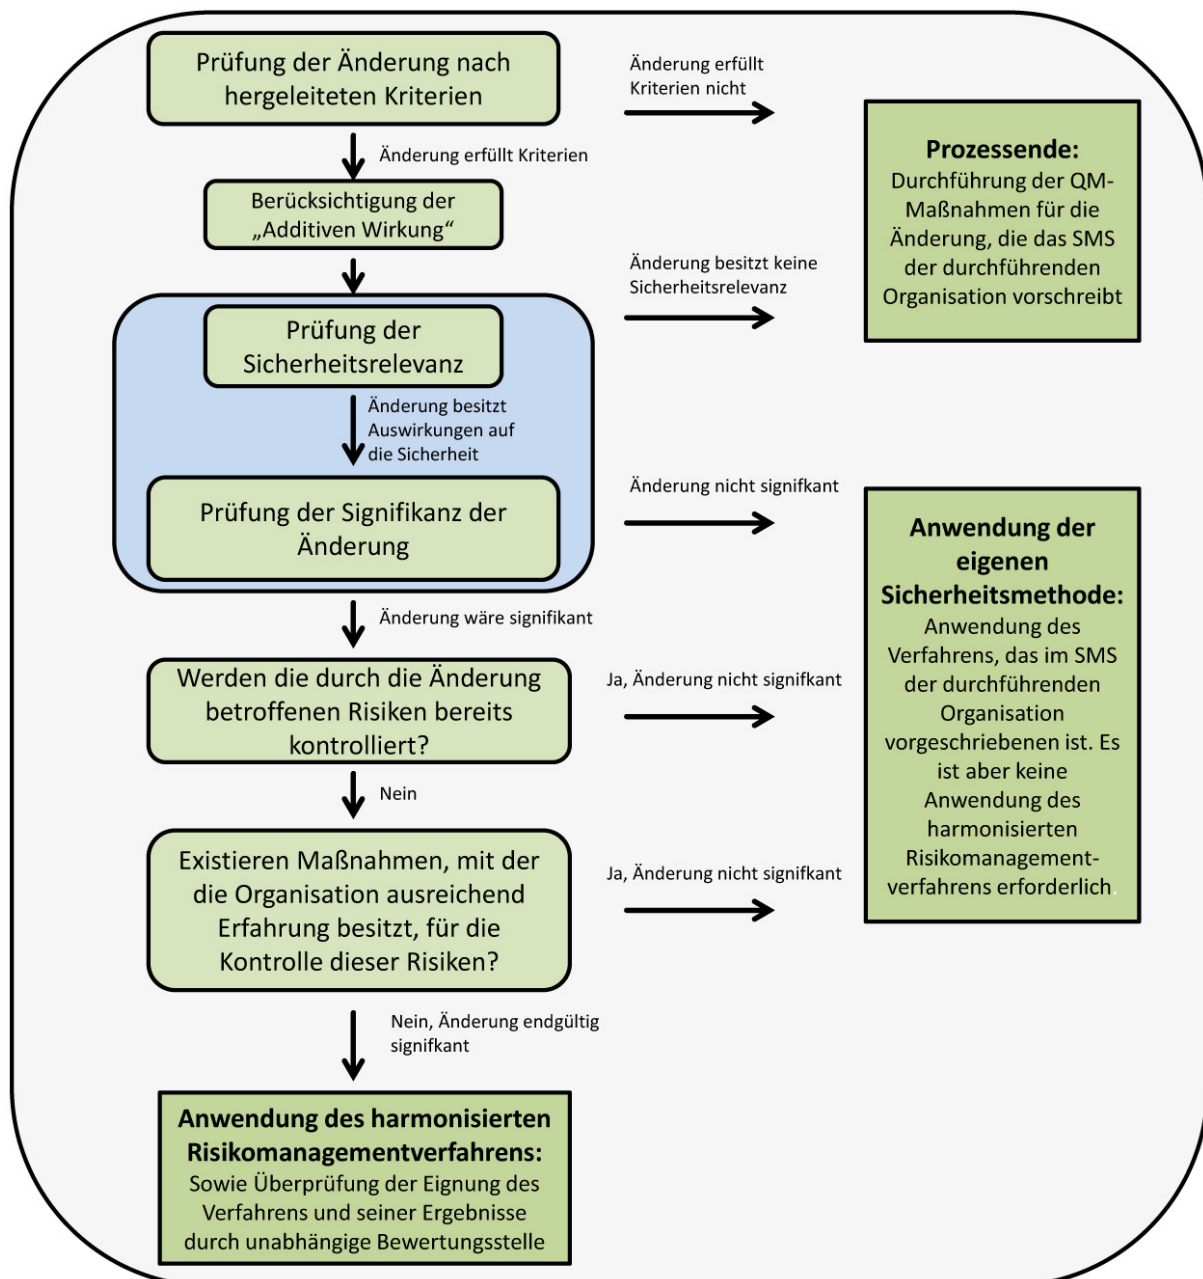 Prüfung der Änderung nach
hergeleiteten Kriterien
Änderung erfüllt
Kriterien nicht
Änderung erfüllt Kriterien
Prozessende:
Durchführung der QM-
Maßnahmen für die
Änderung, die das SMS
der durchführenden
Organisation vorschreibt
Berücksichtigung der
„Additiven Wirkung“
Änderung besitzt keine
Sicherheitsrelevanz
Prüfung der
Sicherheitsrelevanz
Änderung besitzt
Auswirkungen auf
die Sicherheit
Prüfung der Signifikanz der
Änderung
Änderung nicht signifkant
Änderung wäre signifikant
Anwendung der
eigenen
Sicherheitsmethode:
Anwendung des
Verfahrens, das im SMS
der durchführenden
Organisation
vorgeschriebenen ist. Es
ist aber keine
Anwendung des
harmonisierten
Risikomanagement-
verfahrens erforderlich.
Werden die durch die Änderung
betroffenen Risiken bereits
kontrolliert?
Ja, Änderung nicht signifkant
Nein
Existieren Maßnahmen, mit der
die Organisation ausreichend
Erfahrung besitzt, für die
Kontrolle dieser Risiken?
Ja, Änderung nicht signifkant
Nein, Änderung endgültig
signifkant
Anwendung des harmonisierten
Risikomanagementverfahrens:
Sowie Überprüfung der Eignung des
Verfahrens und seiner Ergebnisse
durch unabhängige Bewertungsstelle